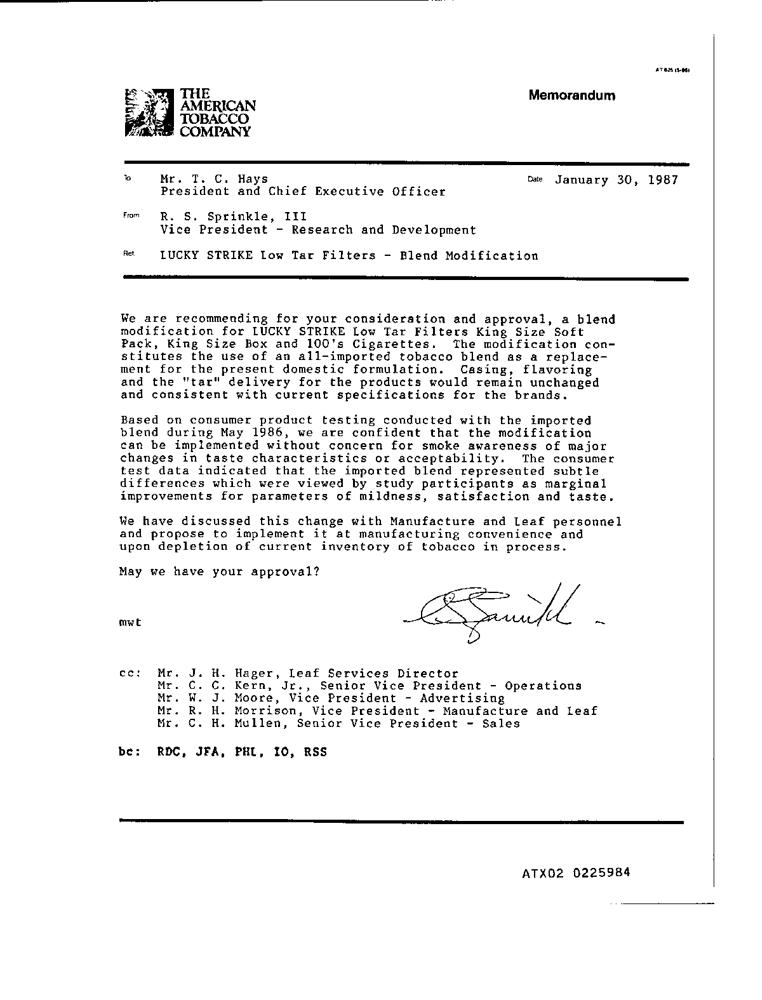 AT 825 (5-86)
THE
AMERICAN
TOBACCO
COMPANY
Memorandum
To Mr. T. C. Hays
President and Chief Executive Officer
Date January 30, 1987
From R. S. Sprinkle, III
Vice President - Research and Development
Re: LUCKY STRIKE Low Tar Filters - Blend Modification
We are recommending for your consideration and approval, a blend
modification for LUCKY STRIKE Low Tar Filters King Size Soft
Pack, King Size Box and 100's Cigarettes. The modification con-
stitutes the use of an all-imported tobacco blend as a replace-
ment for the present domestic formulation. Casing, flavoring
and the "tar" delivery for the products would remain unchanged
and consistent with current specifications for the brands.
Based on consumer product testing conducted with the imported
blend during May 1986, we are confident that the modification
can be implemented without concern for smoke awareness of major
changes in taste characteristics or acceptability. The consumer
test data indicated that the imported blend represented subtle
differences which were viewed by study participants as marginal
improvements for parameters of mildness, satisfaction and taste.
We have discussed this change with Manufacture and Leaf personnel
and propose to implement it at manufacturing convenience and
upon depletion of current inventory of tobacco in process.
May we have your approval?
mwt
cc: Mr. J. H. Hager, Leaf Services Director
Mr. C. C. Kern, Jr., Senior Vice President - Operations
Mr. W. J. Moore, Vice President - Advertising
Mr. R. H. Morrison, Vice President - Manufacture and Leaf
Mr. C. H. Mullen, Senior Vice President - Sales
bc: RDC, JFA, PHL, IO, RSS
ATX02 0225984